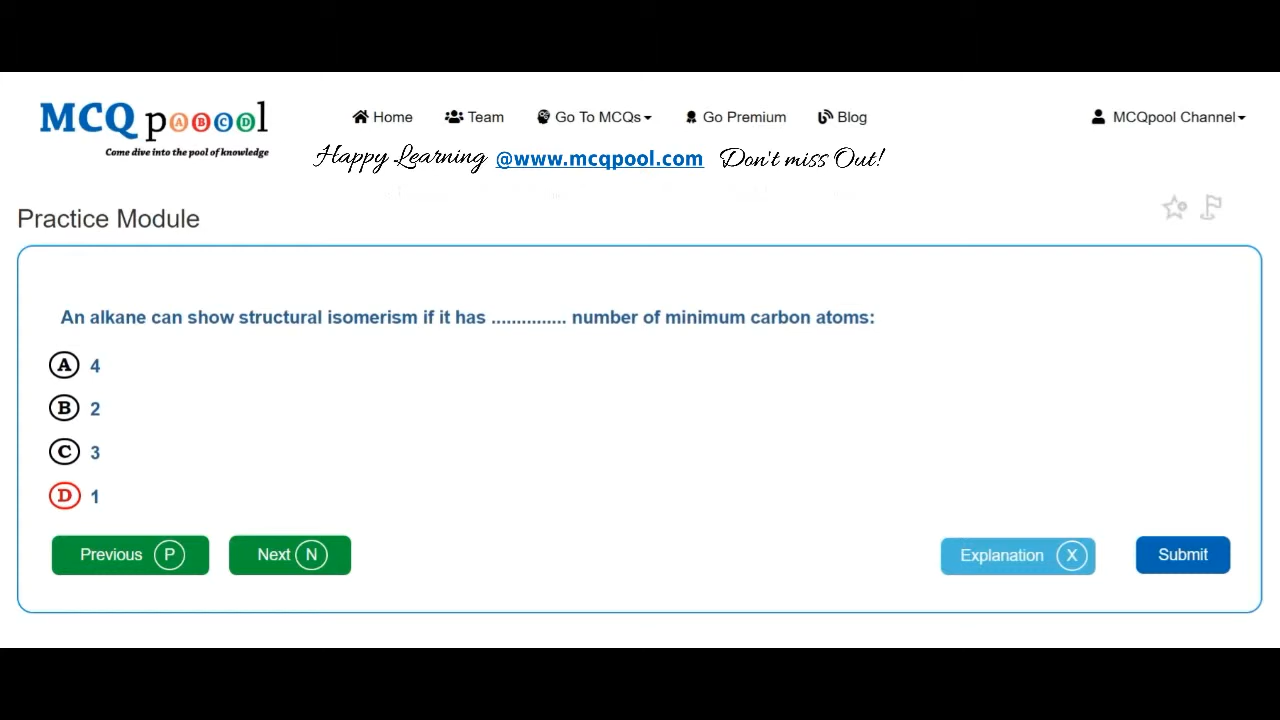 MCQ pABCDl
Come dive into the pool of knowledge
Home Team Go To MCQs Go Premium Blog MCQpool Channel
Happy Learning @www.mcqpool.com Don't miss Out!
Practice Module
An alkane can show structural isomerism if it has ............... number of minimum carbon atoms:
A 4
B 2
C 3
D 1
Previous P Next N Explanation X Submit